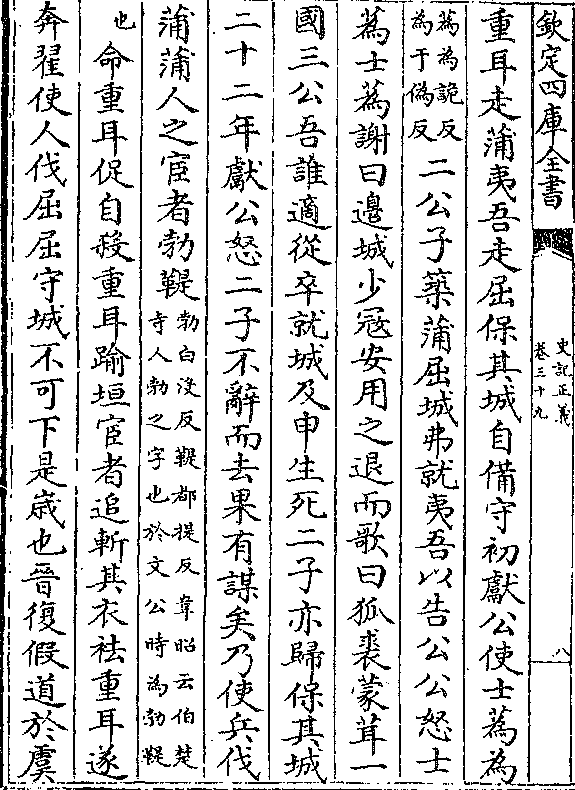 欽定四庫全書
史記正義
卷三十九
八
重耳走蒲夷吾走屈保其城自備守初獻公使士蒍為
蒍為詭反
為于偽反
二公子築蒲屈城弗就夷吾以告公公怒士
蒍士蒍謝曰邊城少冦安用之退而歌曰狐裘蒙茸一
國三公吾誰適從卒就城及申生死二子亦歸保其城
二十二年獻公怒二子不辭而去果有謀矣乃使兵伐
蒲蒲人之宦者勃鞮
勃白没反鞮都提反韋昭云伯楚
寺人勃之字也於文公時為勃鞮
也
命重耳促自殺重耳踰垣宦者追斬其衣袪重耳遂
奔翟使人伐屈屈守城不可下是歲也晉復假道於虞